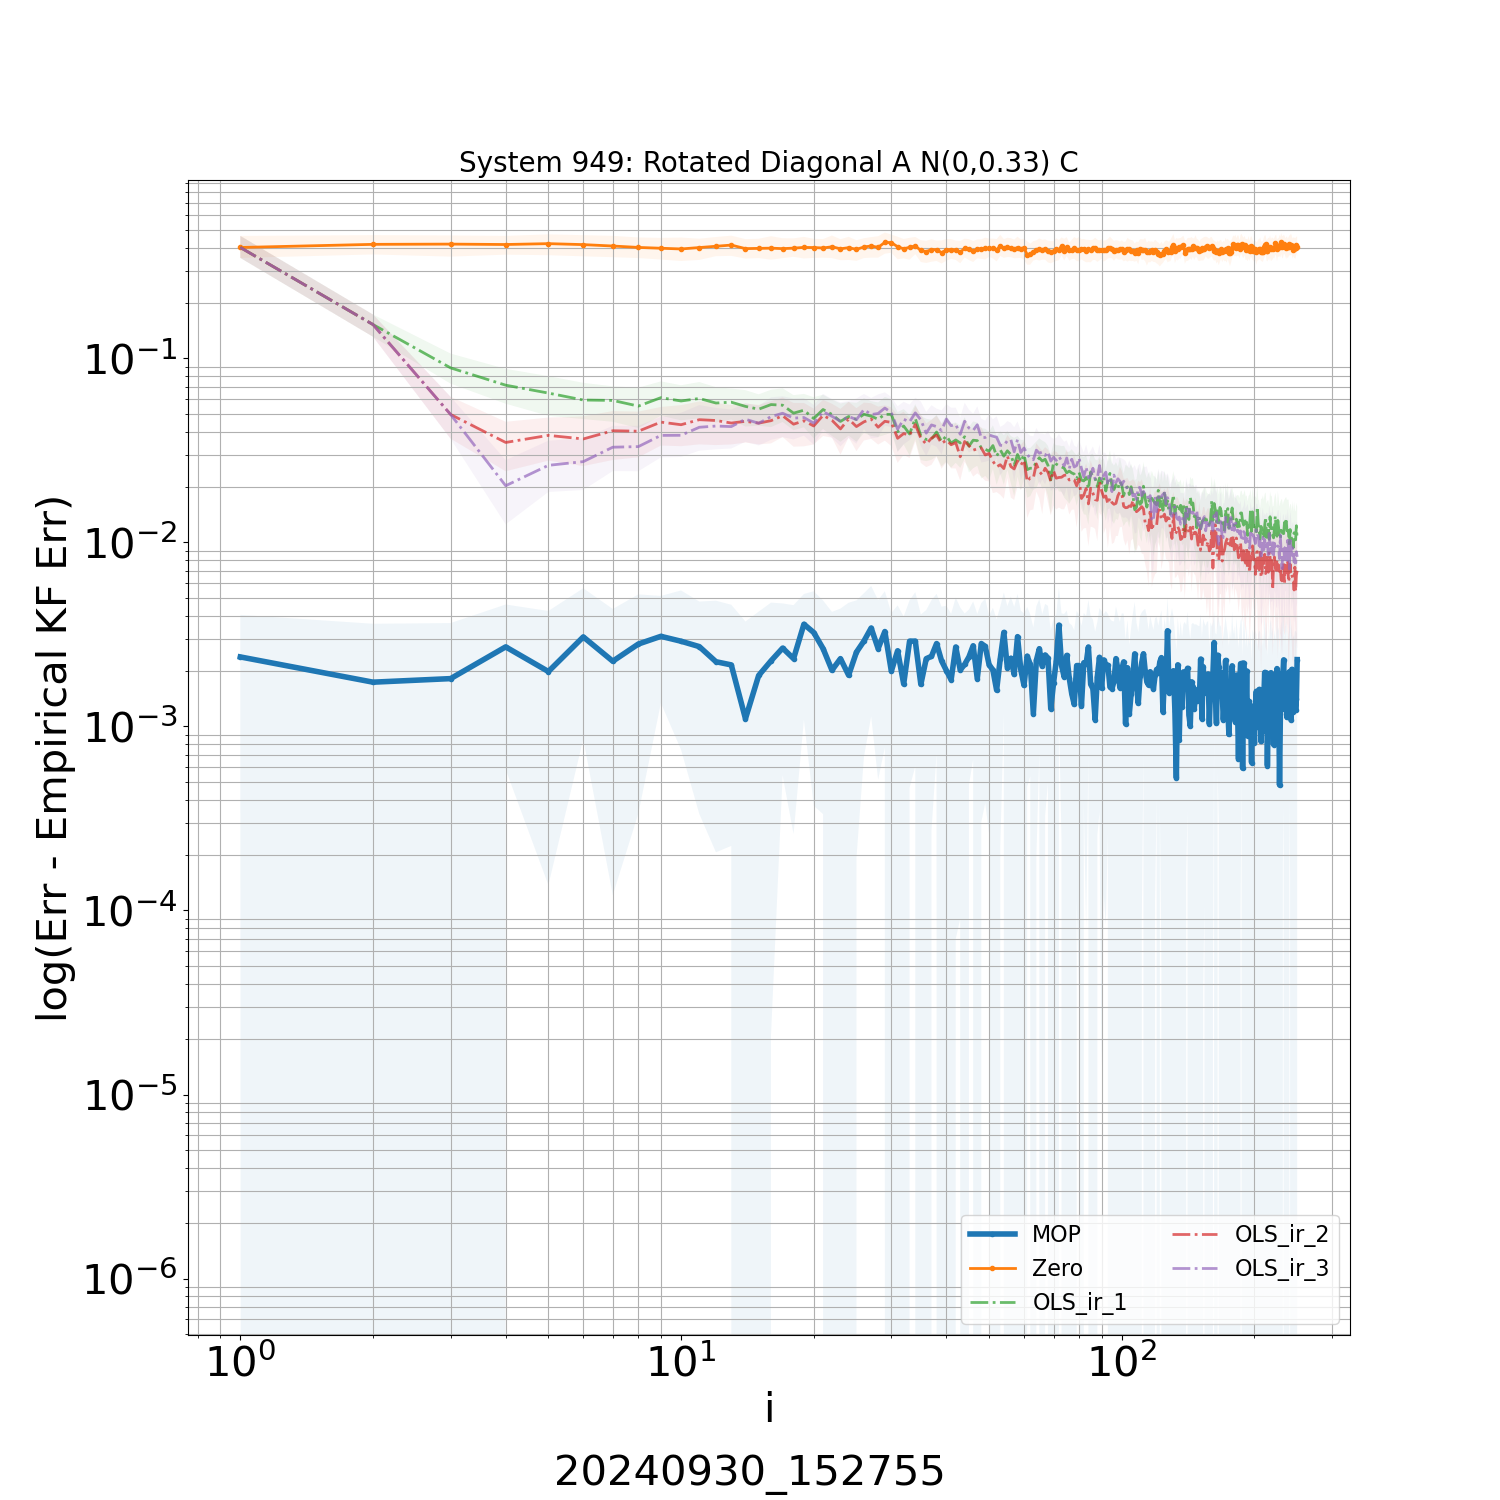 System 949: Rotated Diagonal A N(0,0.33) C
log(Err - Empirical KF Err)
10⁻¹
10⁻²
10⁻³
10⁻⁴
10⁻⁵
10⁻⁶
MOP
Zero
OLS_ir_1
OLS_ir_2
OLS_ir_3
10⁰ 10¹ 10²
i
20240930_152755